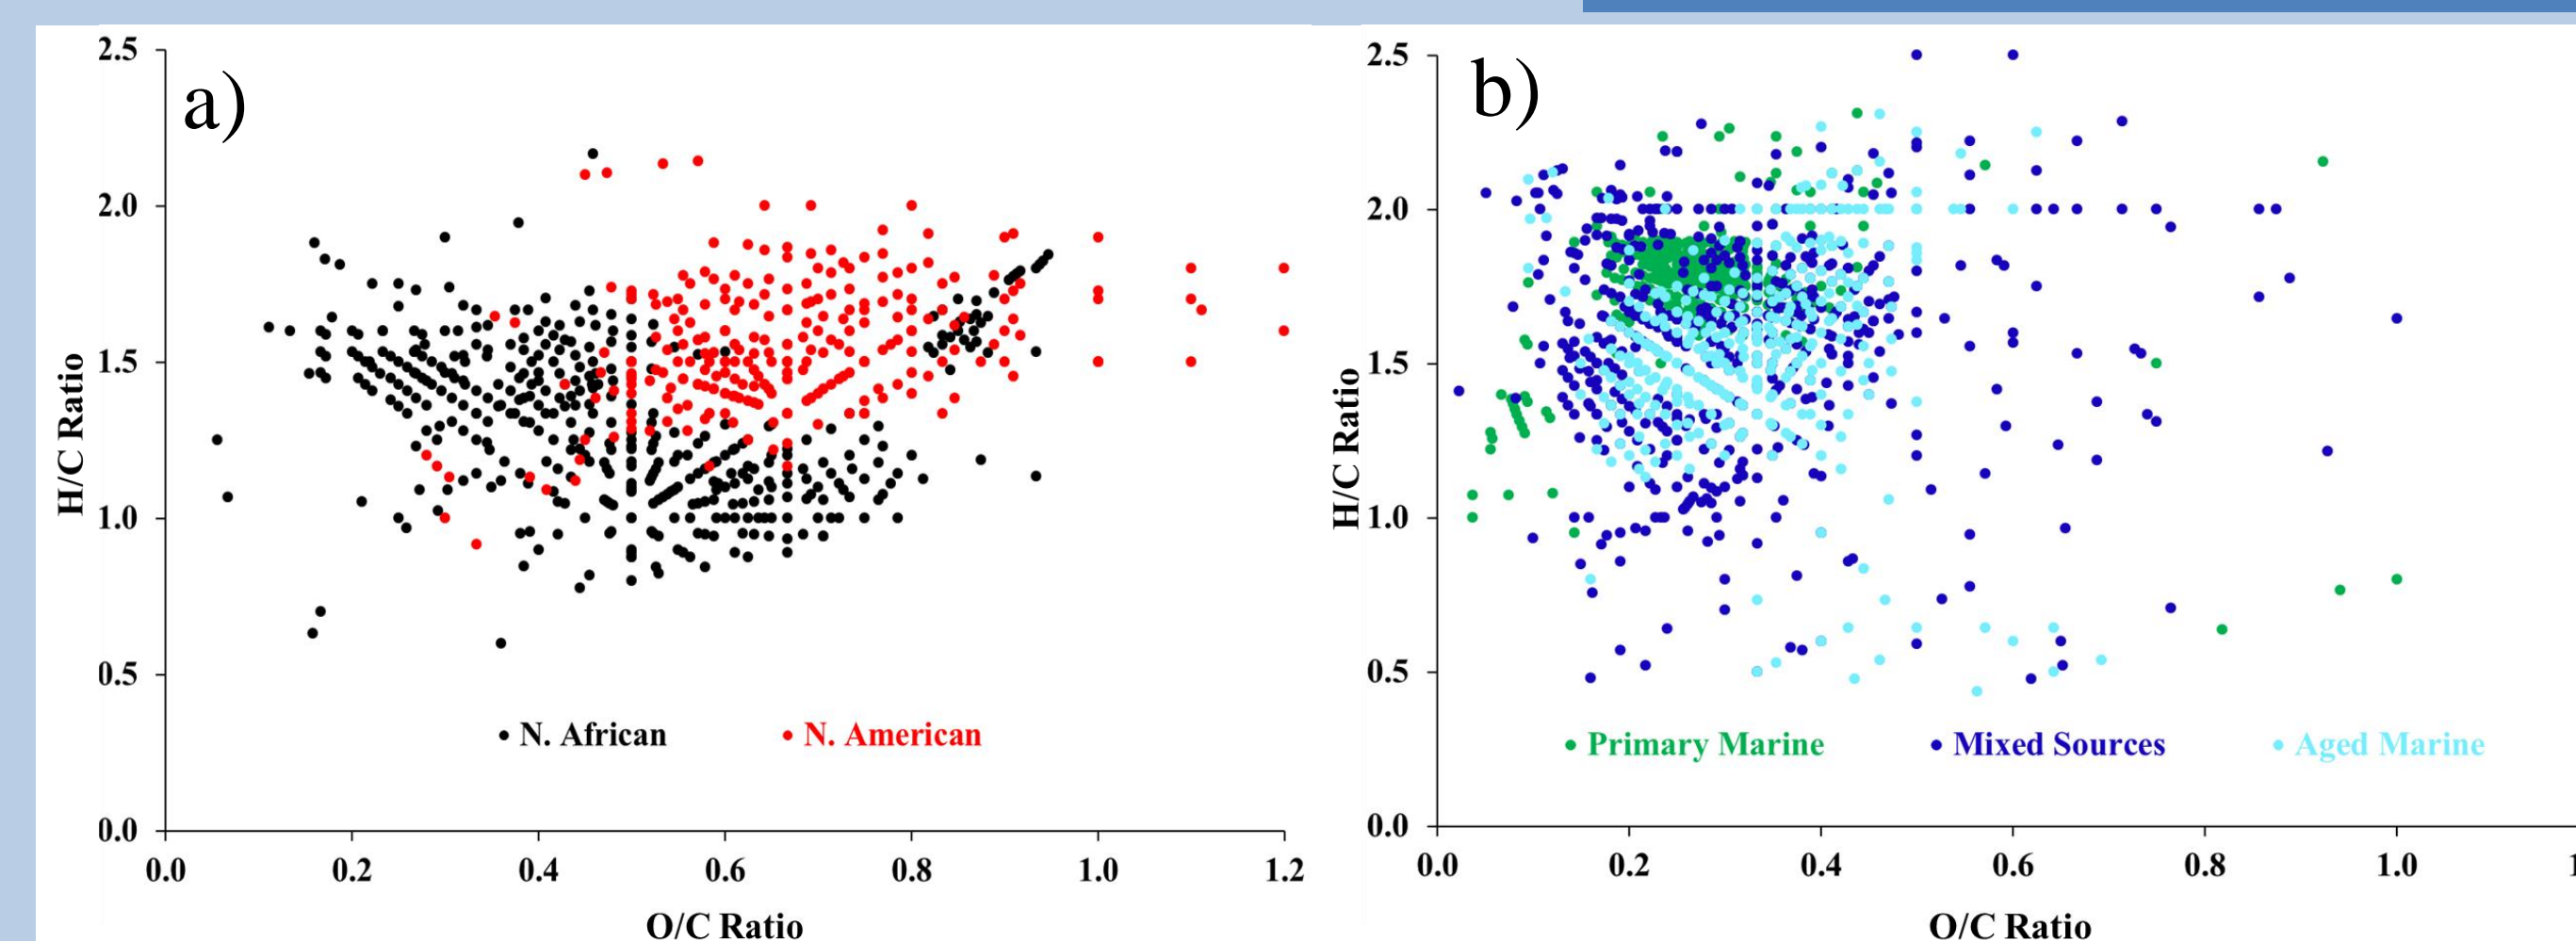 a)
2.5
2.0
1.5
1.0
0.5
0.0
H/C Ratio
N. African
N. American
0.0 0.2 0.4 0.6 0.8 1.0 1.2
O/C Ratio
b)
2.5
2.0
1.5
1.0
0.5
0.0
H/C Ratio
Primary Marine
Mixed Sources
Aged Marine
0.0 0.2 0.4 0.6 0.8 1.0
O/C Ratio